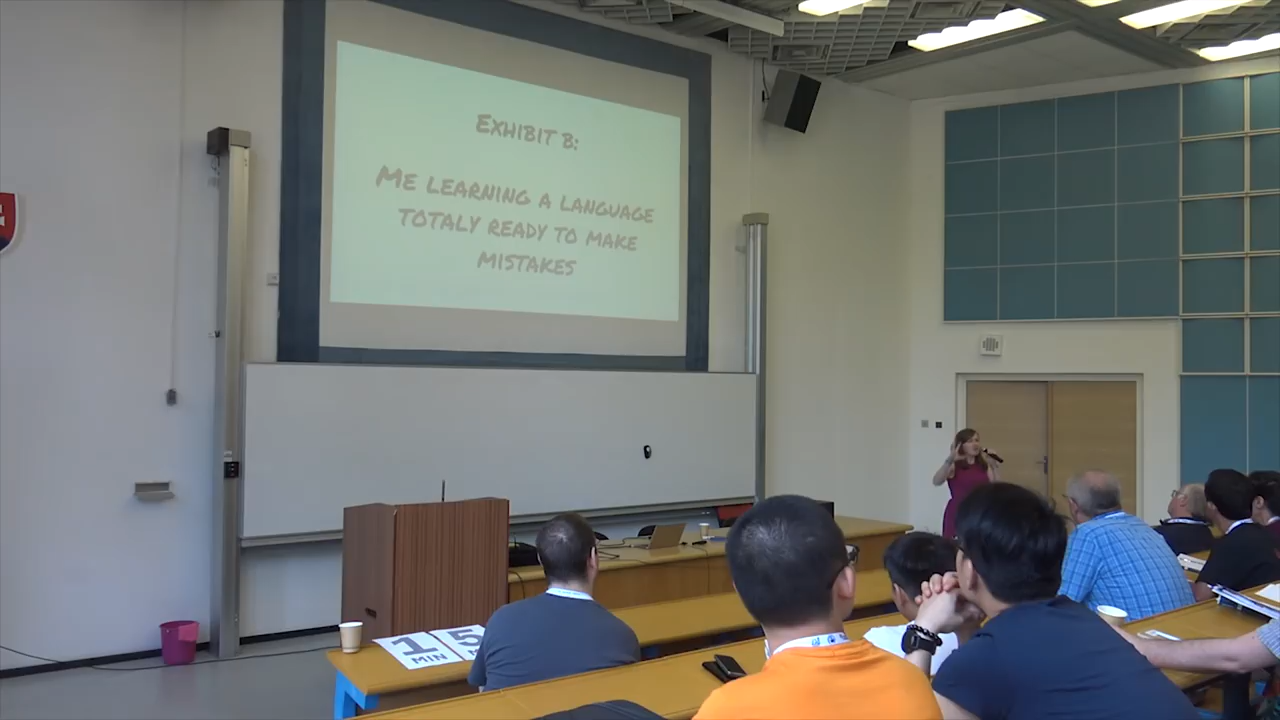 EXHIBIT B:
ME LEARNING A LANGUAGE
TOTALY READY TO MAKE
MISTAKES
1 5
MIN